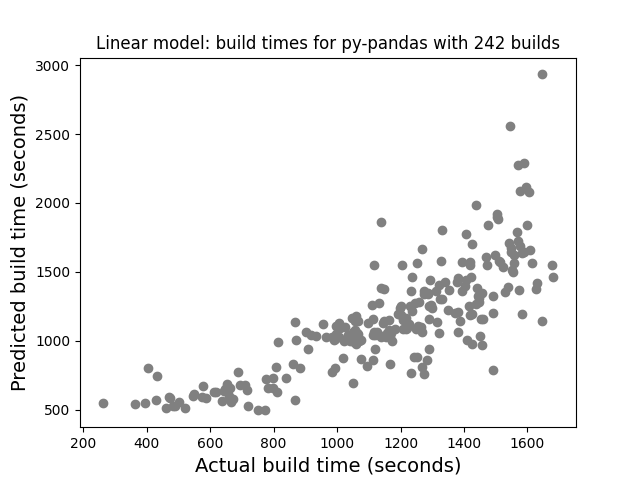 Linear model: build times for py-pandas with 242 builds
3000
2500
2000
1500
1000
500
Predicted build time (seconds)
200 400 600 800 1000 1200 1400 1600
Actual build time (seconds)